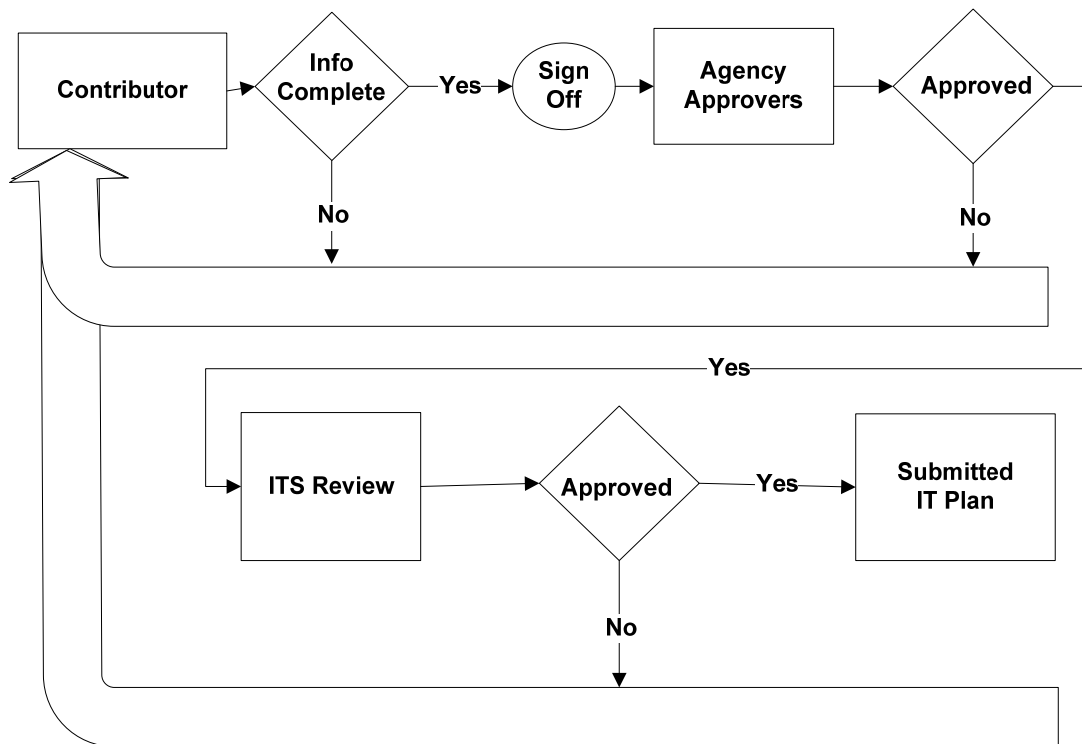 Contributor
Info
Complete
Yes
Sign
Off
Agency
Approvers
Approved
No
No
Yes
ITS Review
Approved
Yes
Submitted
IT Plan
No